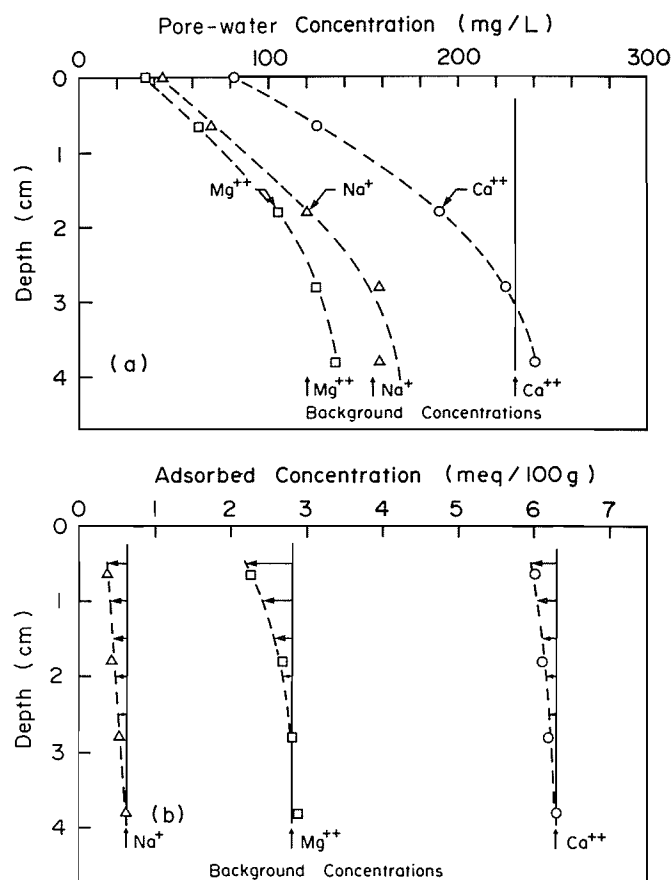 Pore-water Concentration (mg/L)
0 100 200 300
0
1
2
3
4
Depth (cm)
Mg++ Na+ Ca++
(a)
Mg++ Na+ Ca++
Background Concentrations
Adsorbed Concentration (meq/100g)
0 1 2 3 4 5 6 7
0
1
2
3
4
Depth (cm)
(b)
Na+ Mg++ Ca++
Background Concentrations